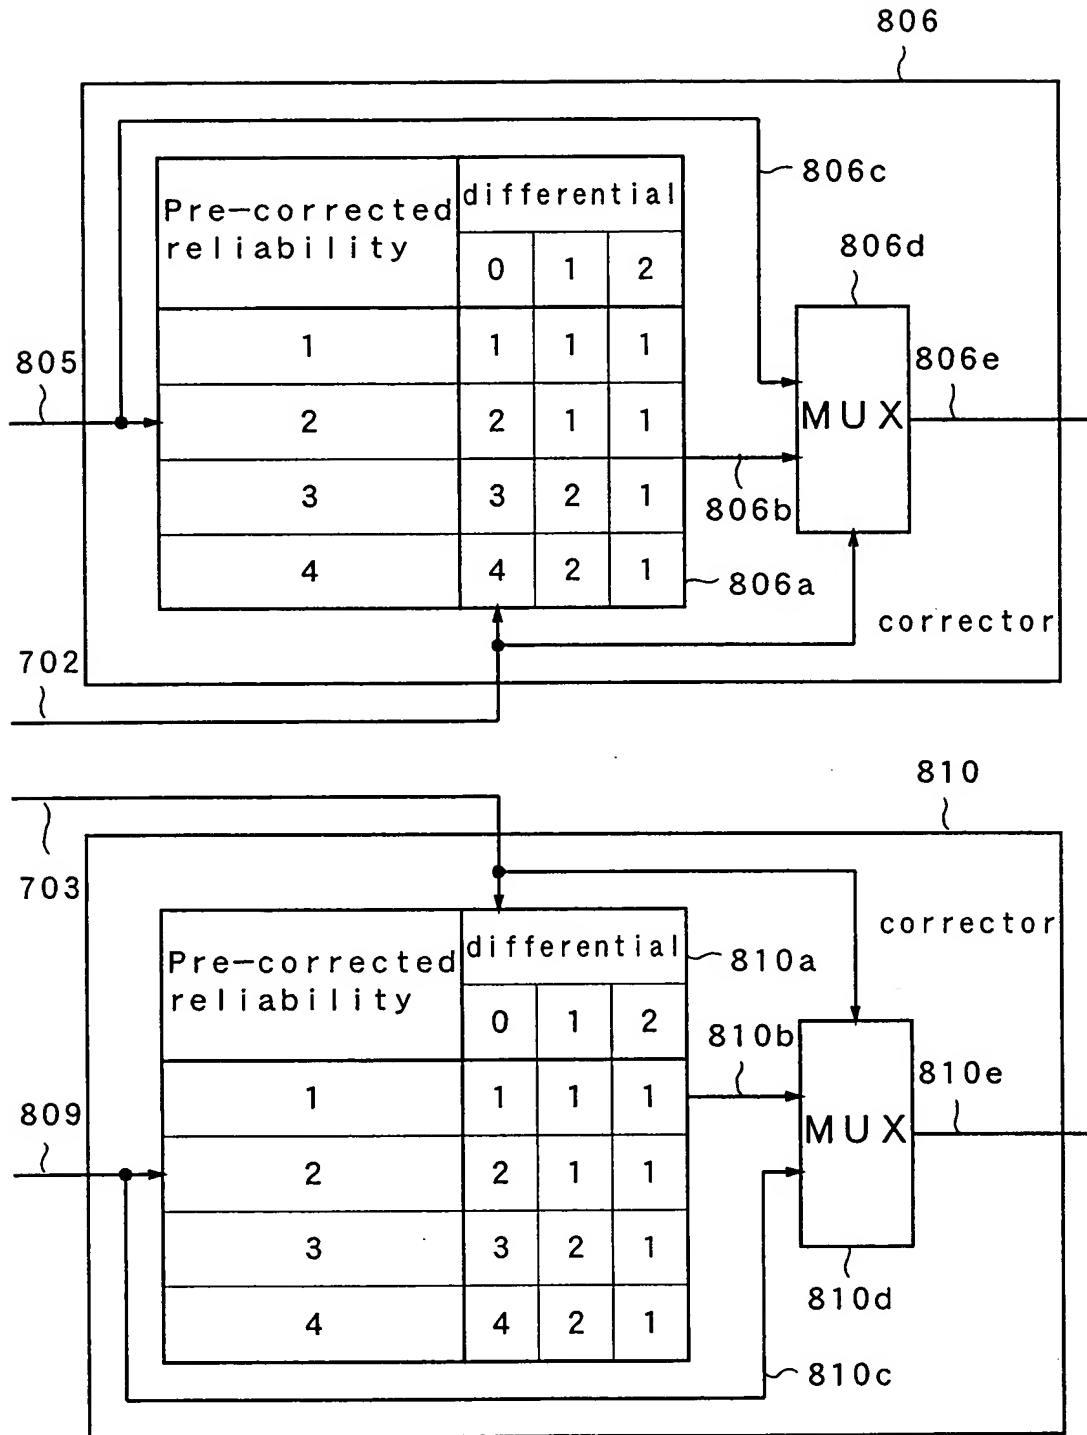 806
Pre-corrected
reliability
differential
0 1 2
1 1 1 1
2 2 1 1
3 3 2 1
4 4 2 1
806c
806d
805
806e
MUX
806b
806a
corrector
702
810
703
corrector
Pre-corrected
reliability
differential
810a
0 1 2
1 1 1 1
2 2 1 1
3 3 2 1
4 4 2 1
810b
810e
809
MUX
810d
810c